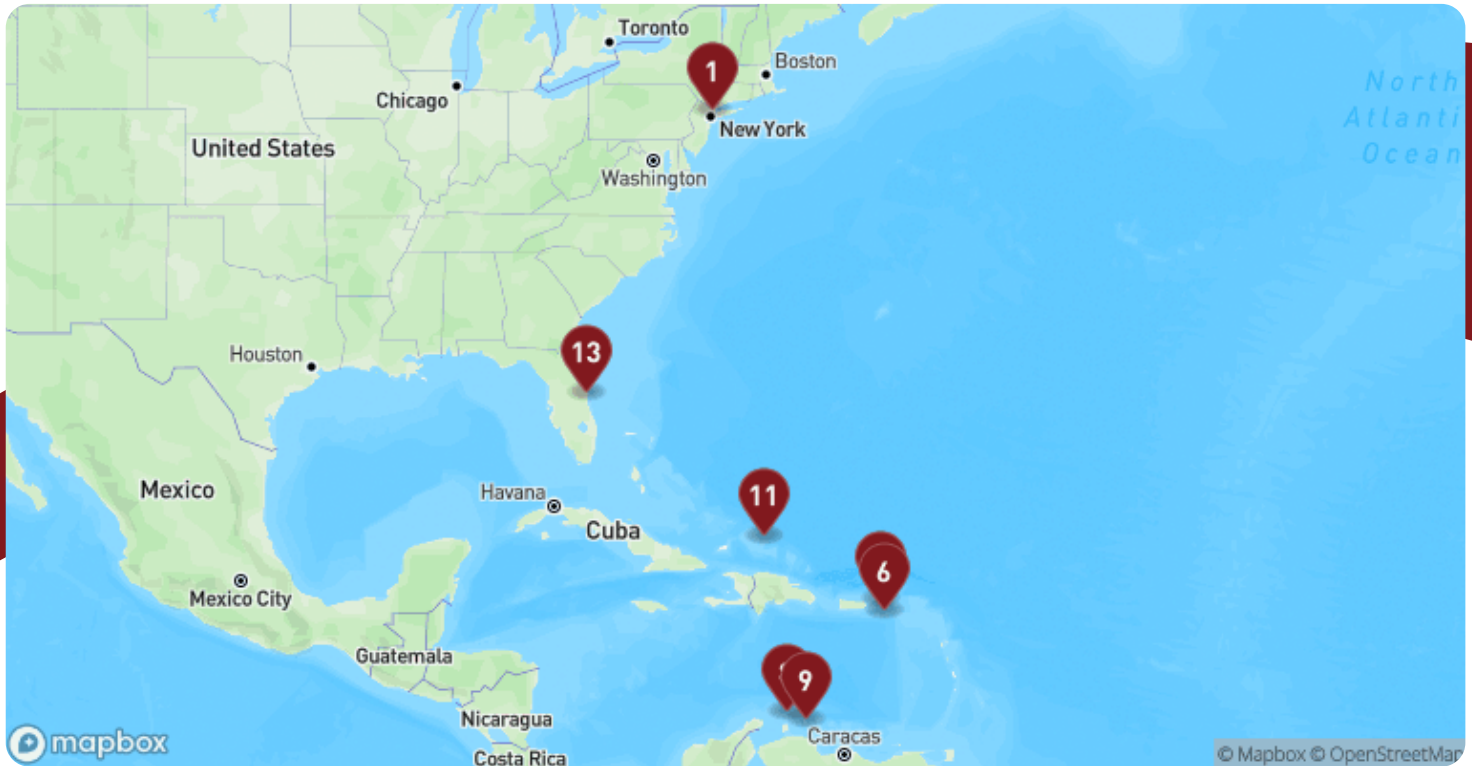 Toronto
1
Boston
Chicago
New York
United States
Washington
North
Atlanti
Ocean
13
Houston
Mexico
Havana
11
Cuba
6
Mexico City
Guatemala
9
Nicaragua
Caracas
Costa Rica
mapbox
© Mapbox © OpenStreetMap